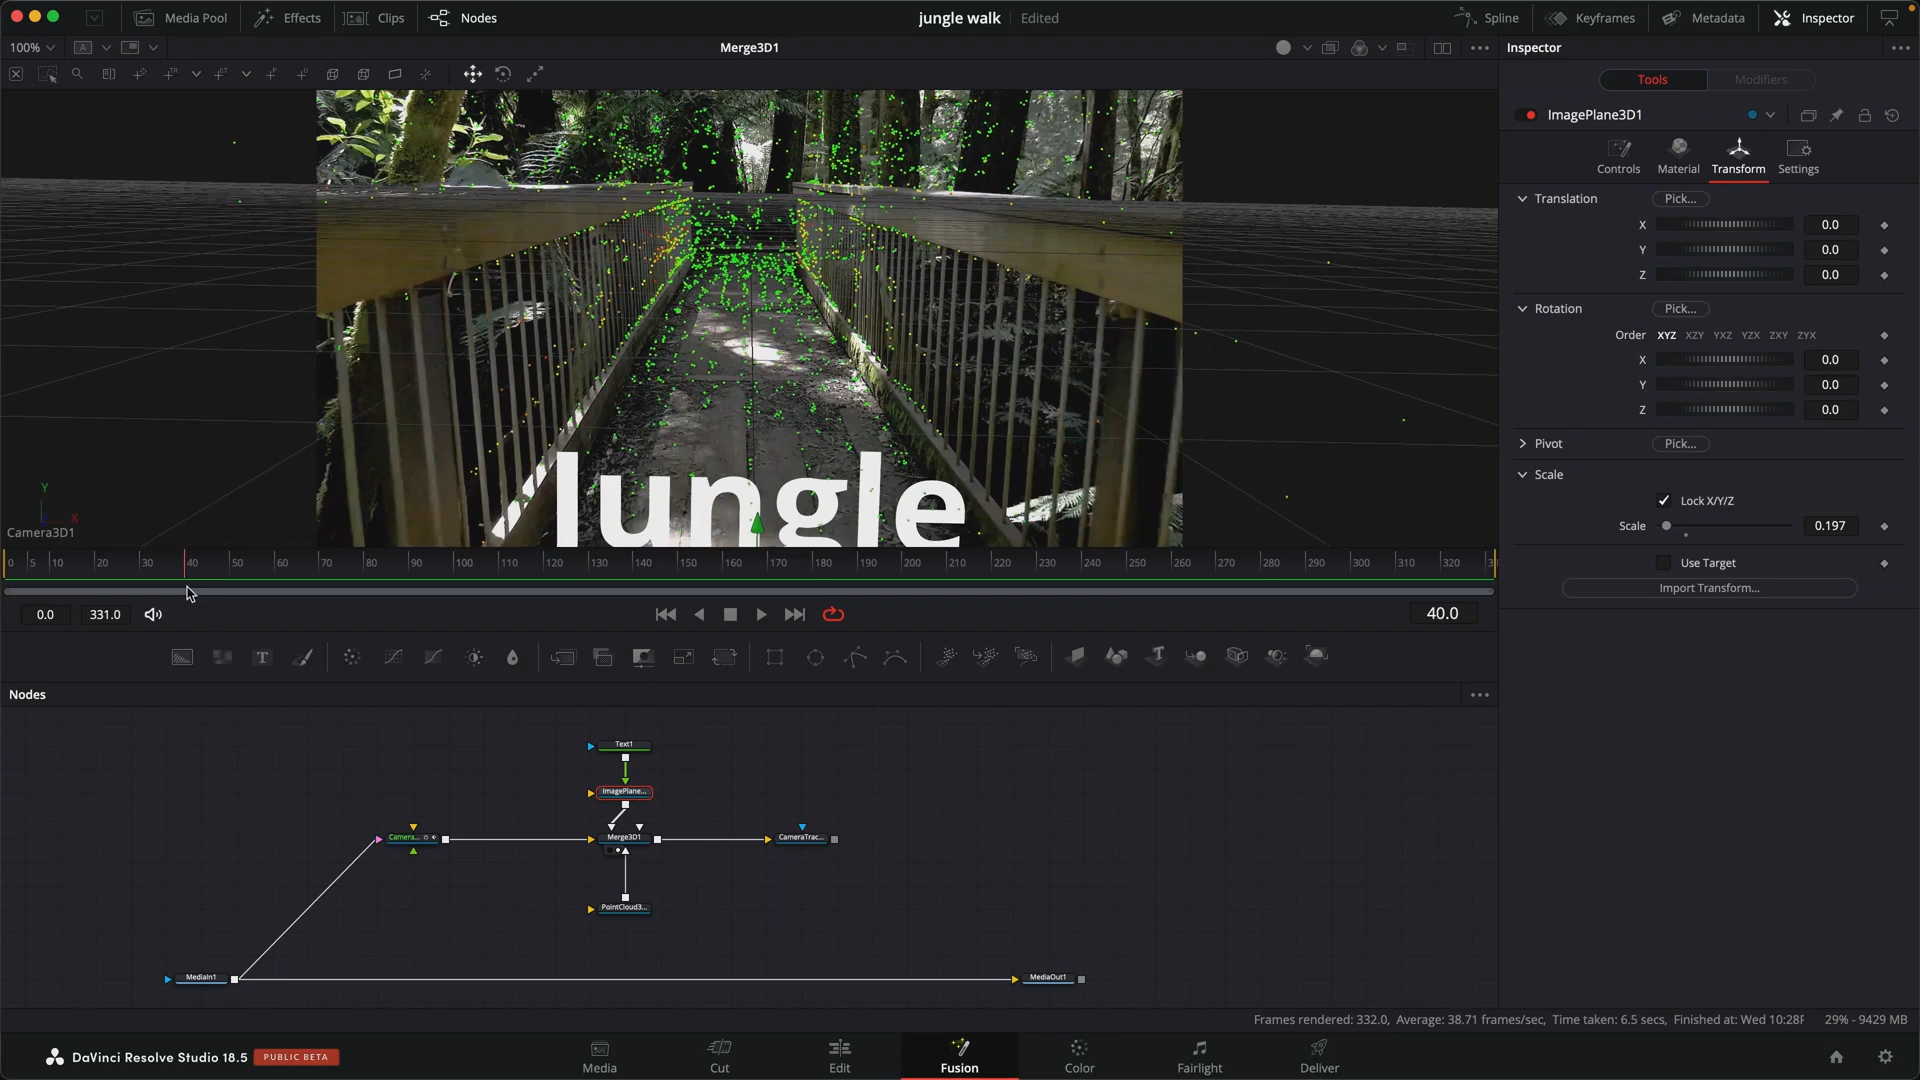 Media Pool
Effects
Clips
Nodes
jungle walk
Edited
Spline
Keyframes
Metadata
Inspector
100%
A
Merge3D1
Inspector
Tools
Modifiers
ImagePlane3D1
Controls
Material
Transform
Settings
Translation
Pick...
X 0.0
Y 0.0
Z 0.0
Rotation
Pick...
Order XYZ XZY YXZ YZX ZXY ZYX
X 0.0
Y 0.0
Z 0.0
Pivot
Pick...
Scale
Lock X/Y/Z
Scale 0.197
Use Target
Import Transform...
Jungle
Y
X
Camera3D1
0 5 10 20 30 40 50 60 70 80 90 100 110 120 130 140 150 160 170 180 190 200 210 220 230 240 250 260 270 280 290 300 310 320
0.0
331.0
40.0
Nodes
Text1
ImagePlane...
Camera...
Merge3D1
CameraTrac...
PointCloud3...
MediaIn1
MediaOut1
Frames rendered: 332.0, Average: 38.71 frames/sec, Time taken: 6.5 secs, Finished at: Wed 10:28
29% - 9429 MB
DaVinci Resolve Studio 18.5
PUBLIC BETA
Media
Cut
Edit
Fusion
Color
Fairlight
Deliver